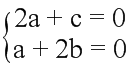 2a + c = 0
a + 2b = 0